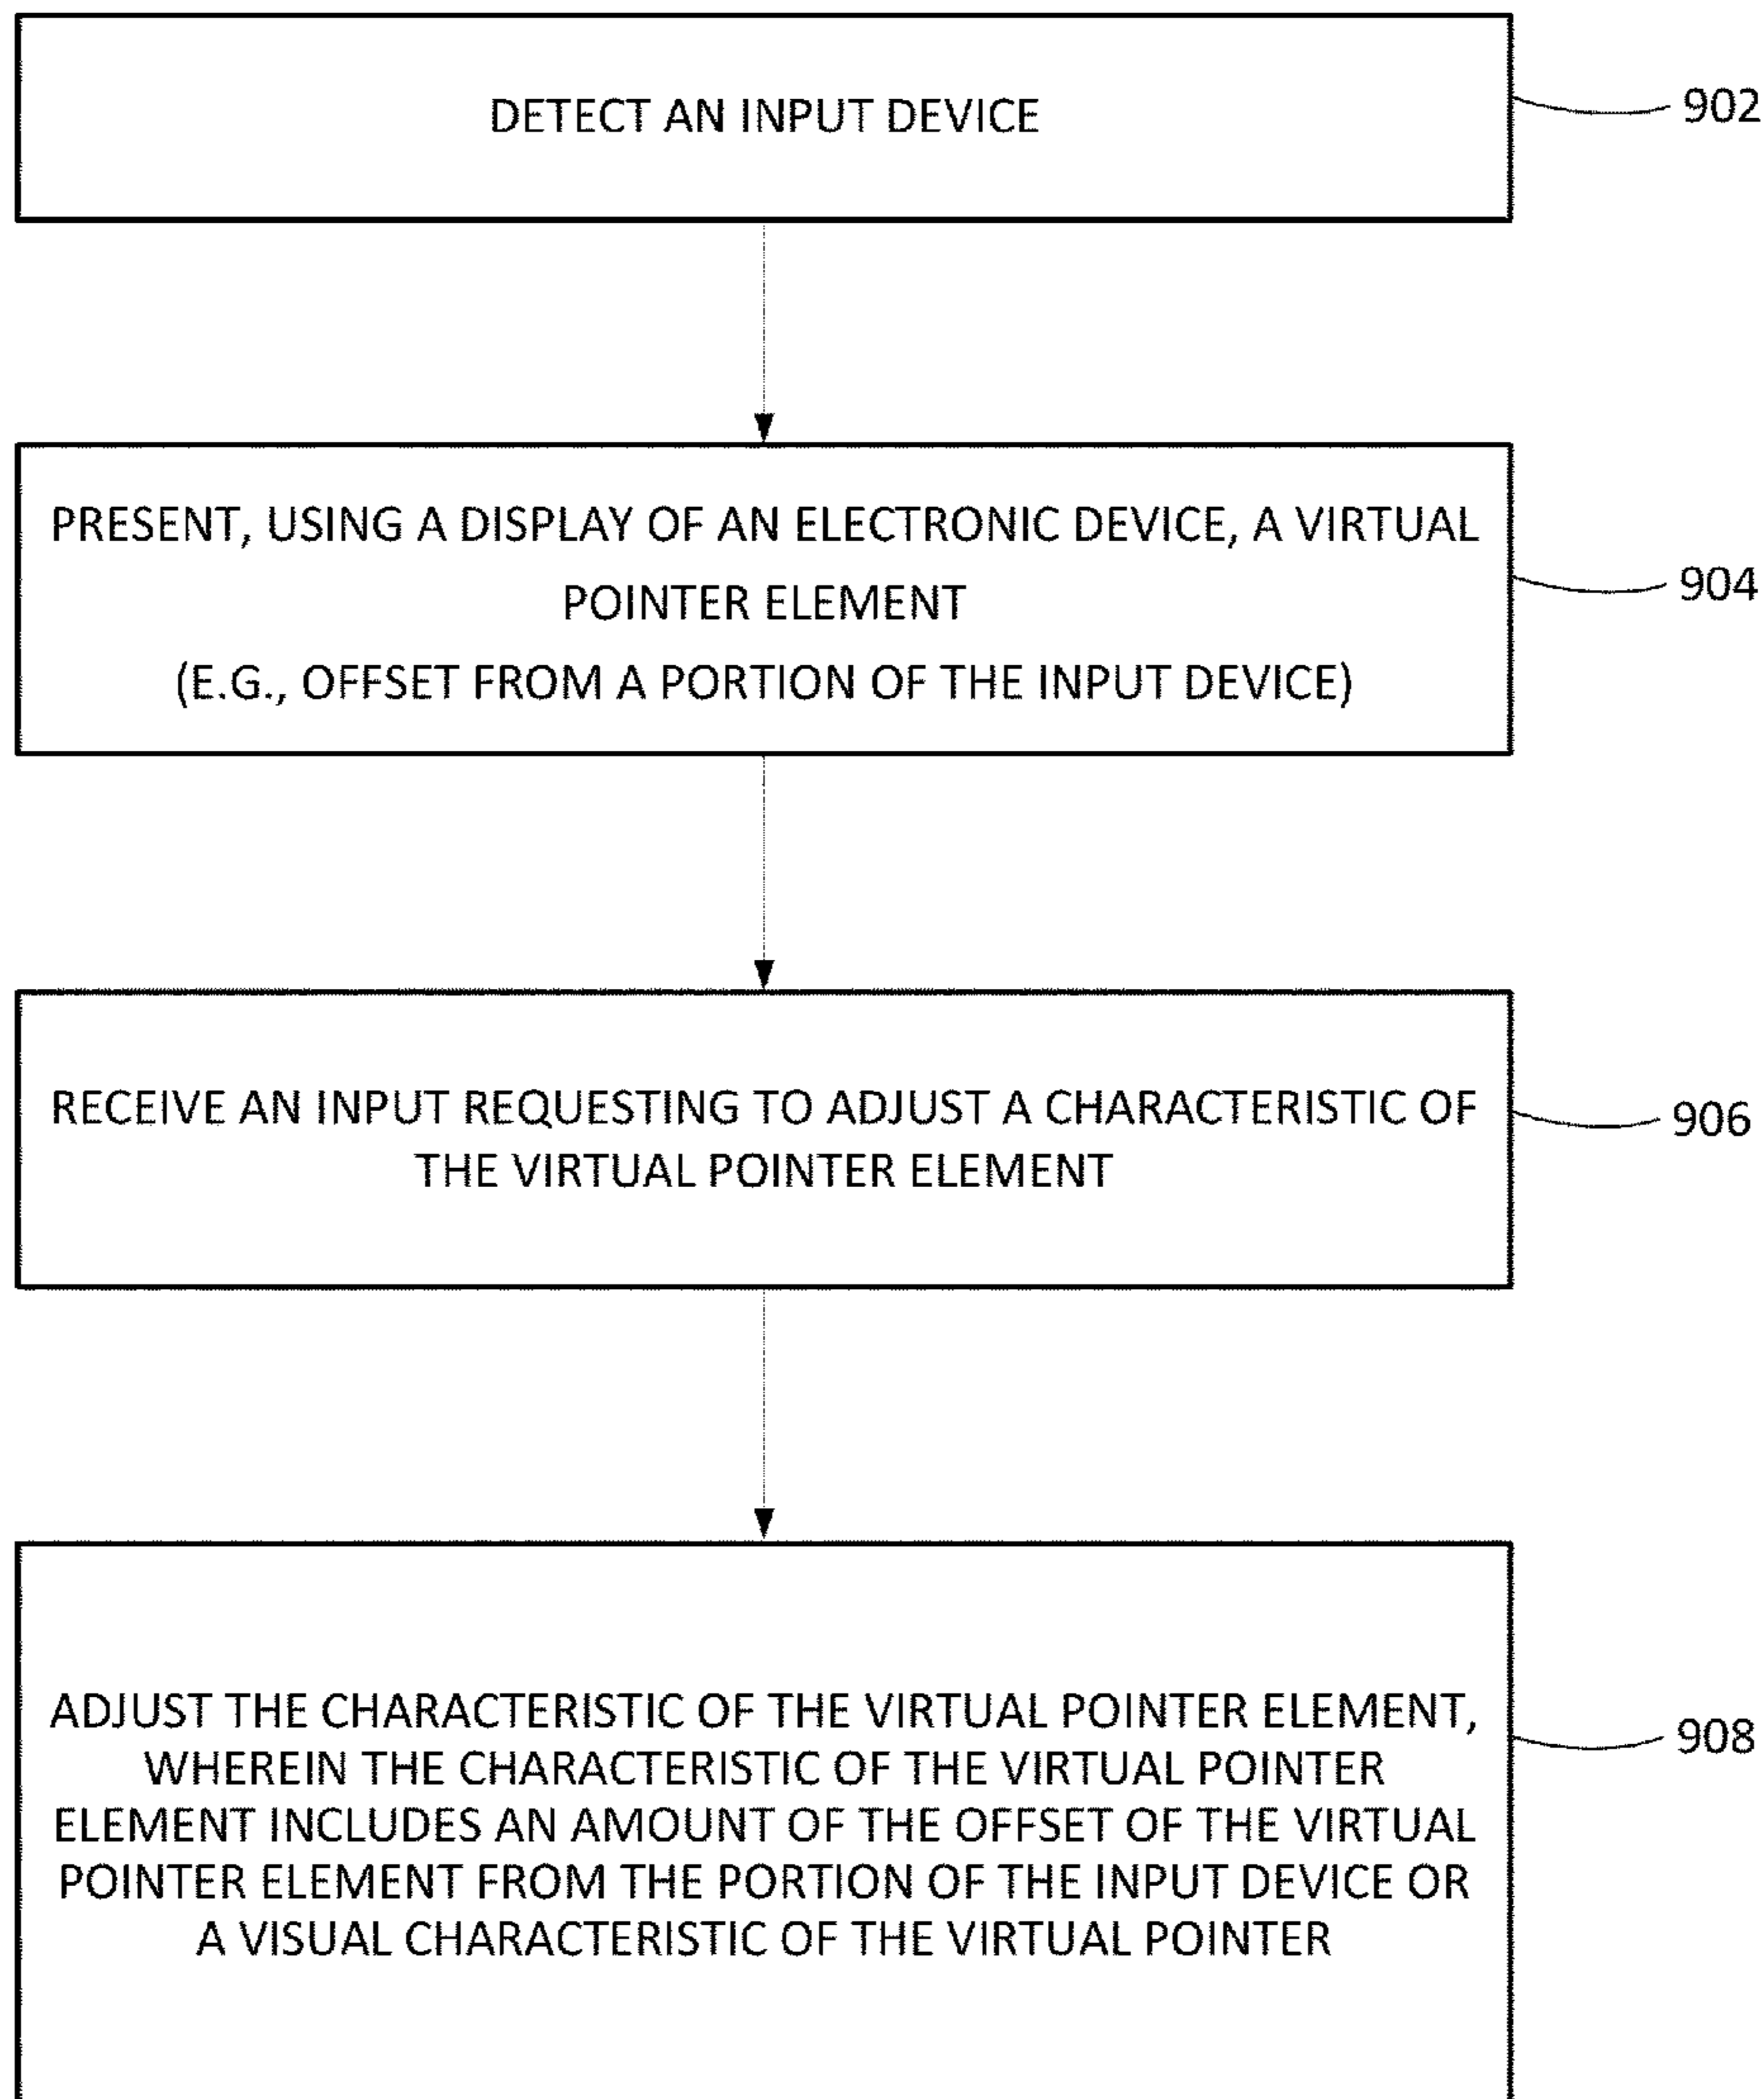 DETECT AN INPUT DEVICE
902
PRESENT, USING A DISPLAY OF AN ELECTRONIC DEVICE, A VIRTUAL
POINTER ELEMENT
(E.G., OFFSET FROM A PORTION OF THE INPUT DEVICE)
904
RECEIVE AN INPUT REQUESTING TO ADJUST A CHARACTERISTIC OF
THE VIRTUAL POINTER ELEMENT
906
ADJUST THE CHARACTERISTIC OF THE VIRTUAL POINTER ELEMENT,
WHEREIN THE CHARACTERISTIC OF THE VIRTUAL POINTER
ELEMENT INCLUDES AN AMOUNT OF THE OFFSET OF THE VIRTUAL
POINTER ELEMENT FROM THE PORTION OF THE INPUT DEVICE OR
A VISUAL CHARACTERISTIC OF THE VIRTUAL POINTER
908